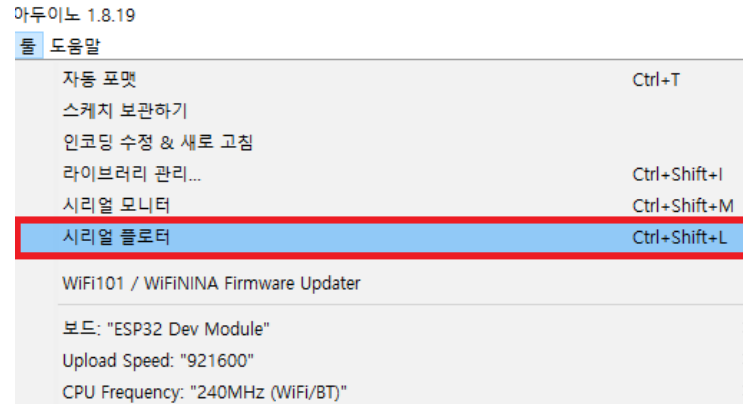 아두이노 1.8.19
툴 도움말
자동 포맷 Ctrl+T
스케치 보관하기
인코딩 수정 & 새로 고침
라이브러리 관리... Ctrl+Shift+I
시리얼 모니터 Ctrl+Shift+M
시리얼 플로터 Ctrl+Shift+L
WiFi101 / WiFiNINA Firmware Updater
보드: "ESP32 Dev Module"
Upload Speed: "921600"
CPU Frequency: "240MHz (WiFi/BT)"